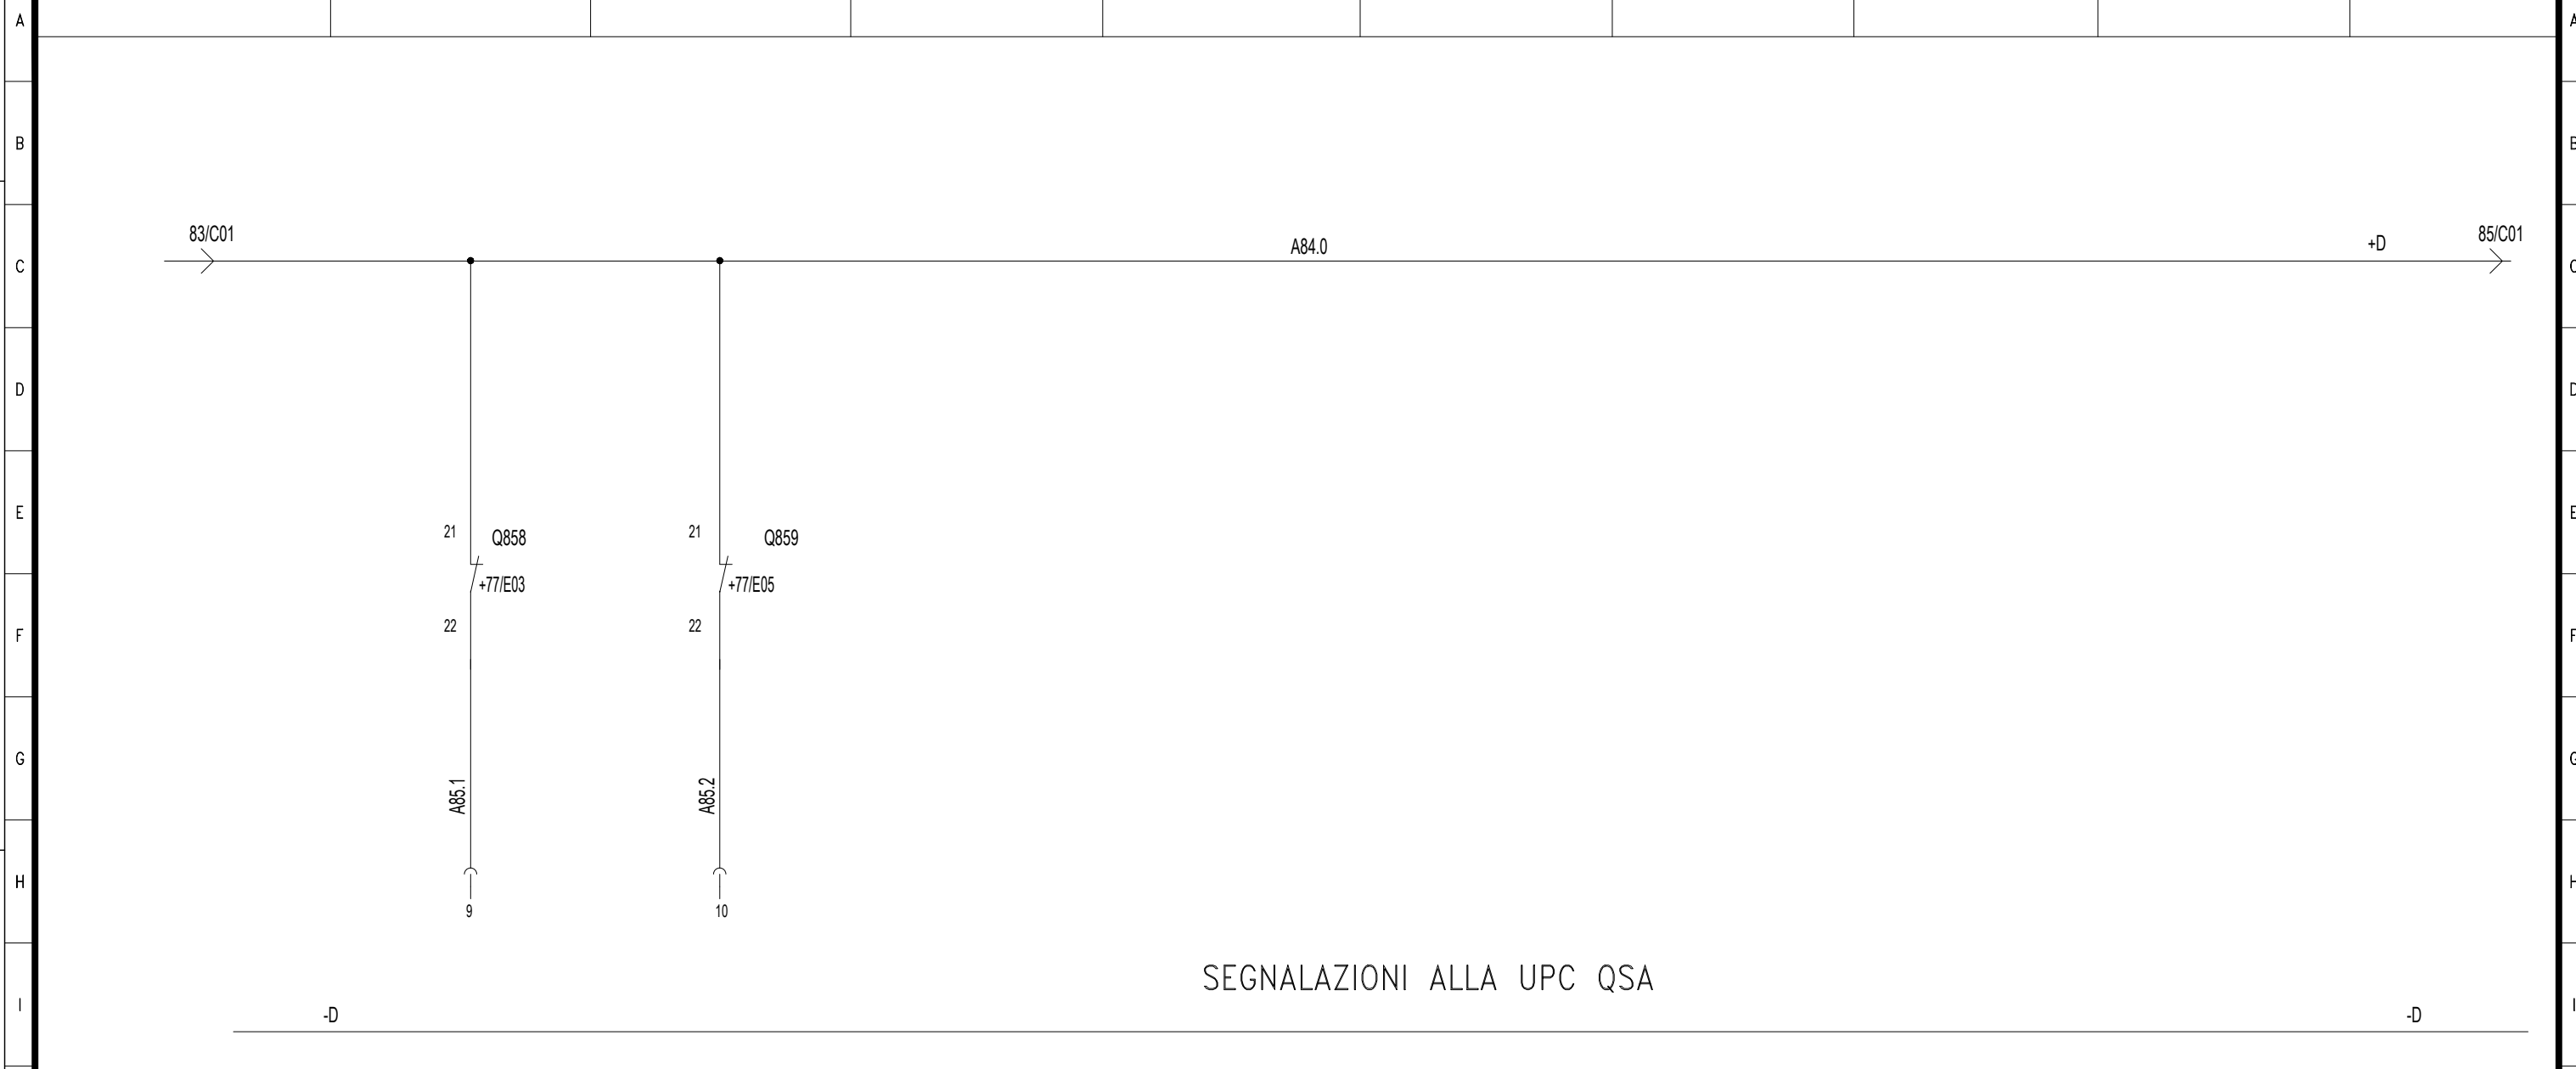 A
A
B
B
83/C01
A84.0
+D
85/C01
C
C
D
D
E
E
21
Q858
21
Q859
+77/E03
+77/E05
22
22
F
F
G
G
A85.1
A85.2
H
H
9
10
SEGNALAZIONI ALLA UPC QSA
I
I
-D
-D